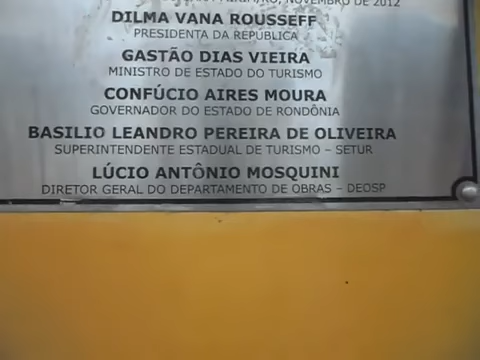 NOVEMBRO DE 2012
DILMA VANA ROUSSEFF
PRESIDENTA DA REPÚBLICA
GASTÃO DIAS VIEIRA
MINISTRO DE ESTADO DO TURISMO
CONFÚCIO AIRES MOURA
GOVERNADOR DO ESTADO DE RONDÔNIA
BASILIO LEANDRO PEREIRA DE OLIVEIRA
SUPERINTENDENTE ESTADUAL DE TURISMO – SETUR
LÚCIO ANTÔNIO MOSQUINI
DIRETOR GERAL DO DEPARTAMENTO DE OBRAS – DEOSP